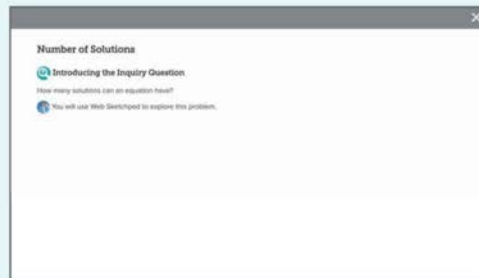 Number of Solutions
Introducing the Inquiry Question
How many solutions can an equation have?
You will use Web Sketchpad to explore this problem.